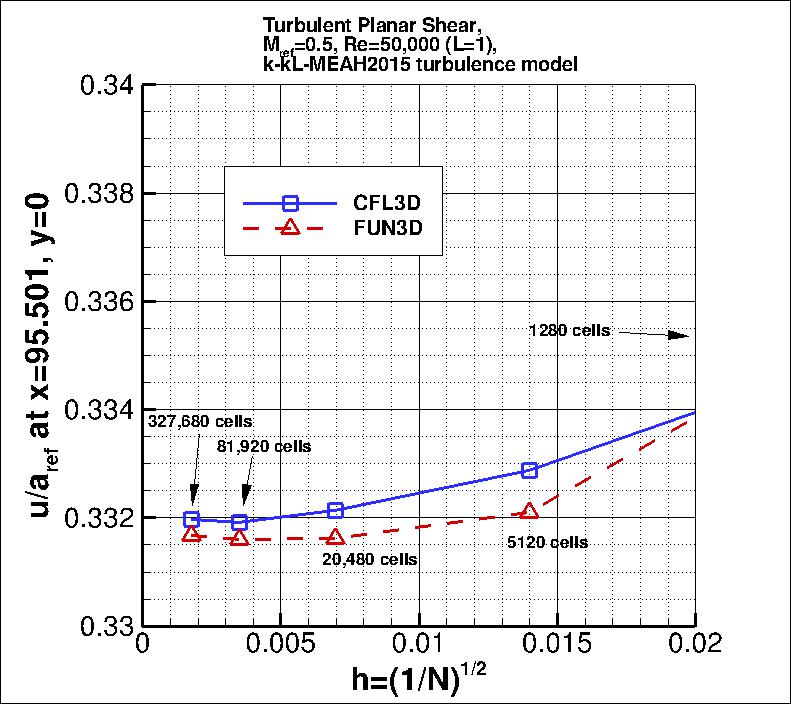 Turbulent Planar Shear,
M_ref=0.5, Re=50,000 (L=1),
k-kL-MEAH2015 turbulence model
0.34
0.338
0.336
0.334
0.332
0.33
u/a_ref at x=95.501, y=0
CFL3D
FUN3D
1280 cells
327,680 cells
81,920 cells
20,480 cells
5120 cells
0
0.005
0.01
0.015
0.02
h=(1/N)^1/2